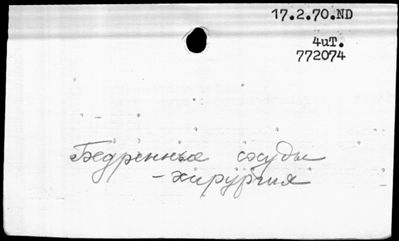 17.2.70.ND
4uT.
772074
Бедренные сосуды
-хирургия